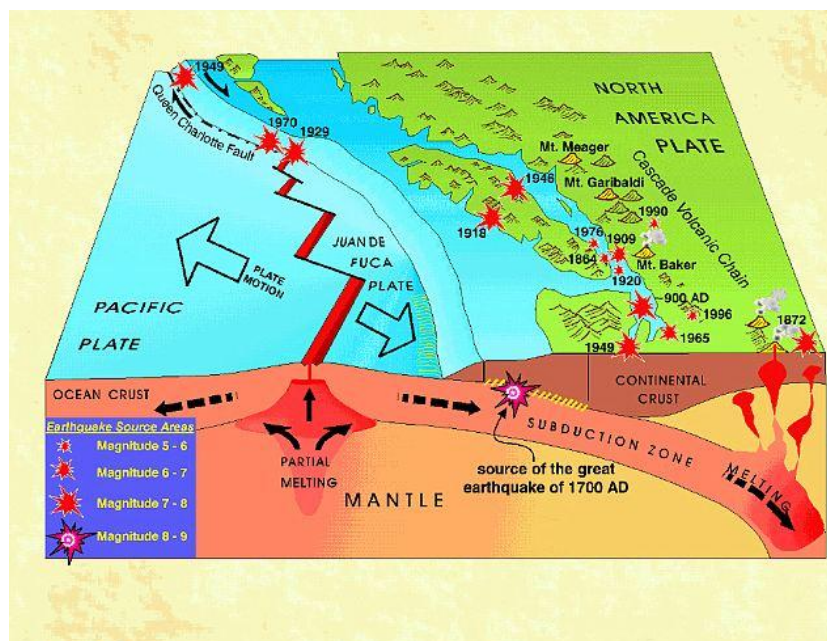 1949
Queen Charlotte Fault
1970
1929
NORTH
AMERICA
PLATE
Mt. Meager
Mt. Garibaldi
Cascade Volcanic Chain
1946
1918
1990
1976
1909
1864
Mt. Baker
1920
900 AD
1996
1872
1965
1949
JUAN DE
FUCA
PLATE
PLATE
MOTION
PACIFIC
PLATE
OCEAN CRUST
CONTINENTAL
CRUST
SUBDUCTION ZONE
MELTING
Earthquake Source Areas
Magnitude 5 - 6
Magnitude 6 - 7
Magnitude 7 - 8
Magnitude 8 - 9
PARTIAL
MELTING
MANTLE
source of the great
earthquake of 1700 AD